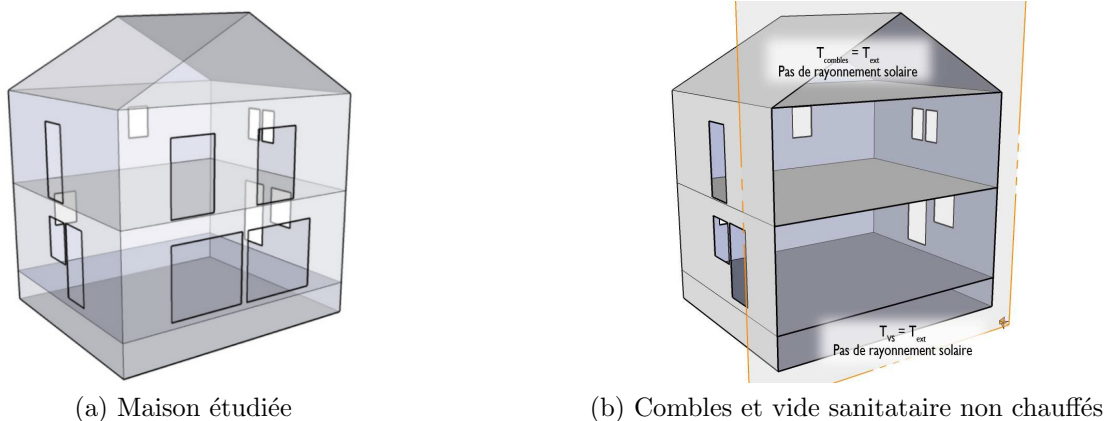 T_combles = T_ext
Pas de rayonnement solaire
T_vs = T_ext
Pas de rayonnement solaire
(a) Maison étudiée
(b) Combles et vide sanitataire non chauffés